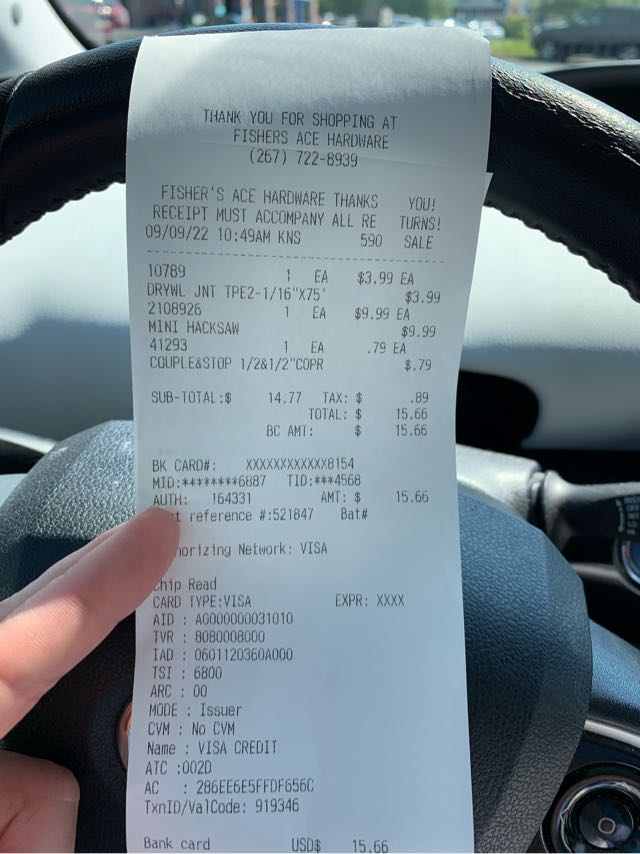 THANK YOU FOR SHOPPING AT
FISHERS ACE HARDWARE
(267) 722-8939
FISHER'S ACE HARDWARE THANKS YOU!
RECEIPT MUST ACCOMPANY ALL RE TURNS!
09/09/22 10:49AM KNS 590 SALE
10789 1 EA $3.99 EA
DRYWL JNT TPE2-1/16"X75' $3.99
2108926 1 EA $9.99 EA
MINI HACKSAW $9.99
41293 1 EA .79 EA
COUPLE&STOP 1/2&1/2"COPR $.79
SUB-TOTAL:$ 14.77 TAX: $ .89
TOTAL: $ 15.66
BC AMT: $ 15.66
BK CARD#: XXXXXXXXXXXX8154
MID:********6887 TID:***4568
AUTH: 164331 AMT: $ 15.66
reference #:521847 Bat#
horizing Network: VISA
Chip Read
CARD TYPE:VISA EXPR: XXXX
AID : A0000000031010
TVR : 8080008000
IAD : 0601120360A000
TSI : 6800
ARC : 00
MODE : Issuer
CVM : No CVM
Name : VISA CREDIT
ATC :002D
AC : 286EE6E5FFDF656C
TxnID/ValCode: 919346
Bank card USD$ 15.66